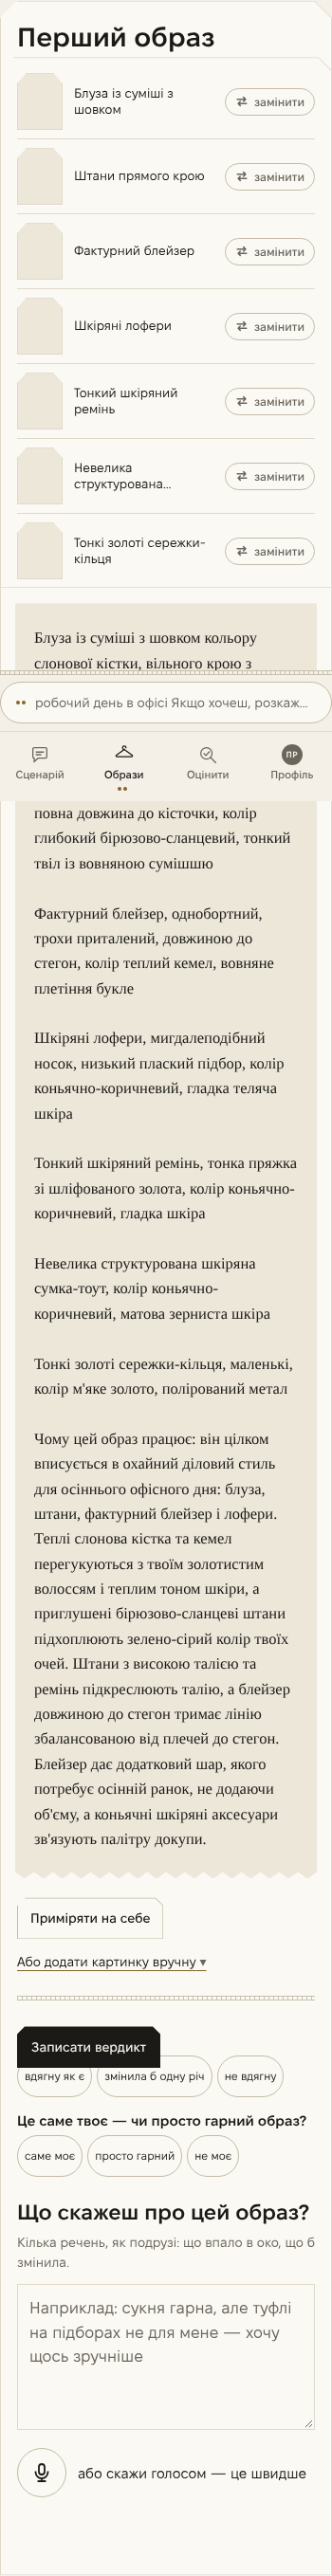 Перший образ
Блуза із суміші з
шовком
замінити
Штани прямого крою
замінити
Фактурний блейзер
замінити
Шкіряні лофери
замінити
Тонкий шкіряний
ремінь
замінити
Невелика
структурована...
замінити
Тонкі золоті сережки-
кільця
замінити
Блуза із суміші з шовком кольору
слонової кістки, вільного крою з
робочий день в офісі Якщо хочеш, розкаж...
Сценарій
Образи
Оцінити
ПР
Профіль
повна довжина до кісточки, колір
глибокий бірюзово-сланцевий, тонкий
твіл із вовняною сумішшю
Фактурний блейзер, однобортний,
трохи приталений, довжиною до
стегон, колір теплий кемел, вовняне
плетіння букле
Шкіряні лофери, мигдалеподібний
носок, низький плаский підбор, колір
коньячно-коричневий, гладка теляча
шкіра
Тонкий шкіряний ремінь, тонка пряжка
зі шліфованого золота, колір коньячно-
коричневий, гладка шкіра
Невелика структурована шкіряна
сумка-тоут, колір коньячно-
коричневий, матова зерниста шкіра
Тонкі золоті сережки-кільця, маленькі,
колір м'яке золото, полірований метал
Чому цей образ працює: він цілком
вписується в охайний діловий стиль
для осіннього офісного дня: блуза,
штани, фактурний блейзер і лофери.
Теплі слонова кістка та кемел
перегукуються з твоїм золотистим
волоссям і теплим тоном шкіри, а
приглушені бірюзово-сланцеві штани
підхоплюють зелено-сірий колір твоїх
очей. Штани з високою талією та
ремінь підкреслюють талію, а блейзер
довжиною до стегон тримає лінію
збалансованою від плечей до стегон.
Блейзер дає додатковий шар, якого
потребує осінній ранок, не додаючи
об'єму, а коньячні шкіряні аксесуари
зв'язують палітру докупи.
Приміряти на себе
Або додати картинку вручну ▾
Записати вердикт
вдягну як є
змінила б одну річ
не вдягну
Це саме твоє — чи просто гарний образ?
саме моє
просто гарний
не моє
Що скажеш про цей образ?
Кілька речень, як подрузі: що впало в око, що б
змінила.
Наприклад: сукня гарна, але туфлі
на підборах не для мене — хочу
щось зручніше
або скажи голосом — це швидше